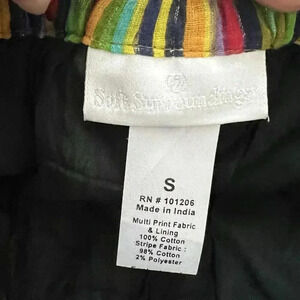 Soft Surroundings
S
RN # 101206
Made in India
Multi Print Fabric
& Lining
100% Cotton
Stripe Fabric :
98% Cotton
2% Polyester